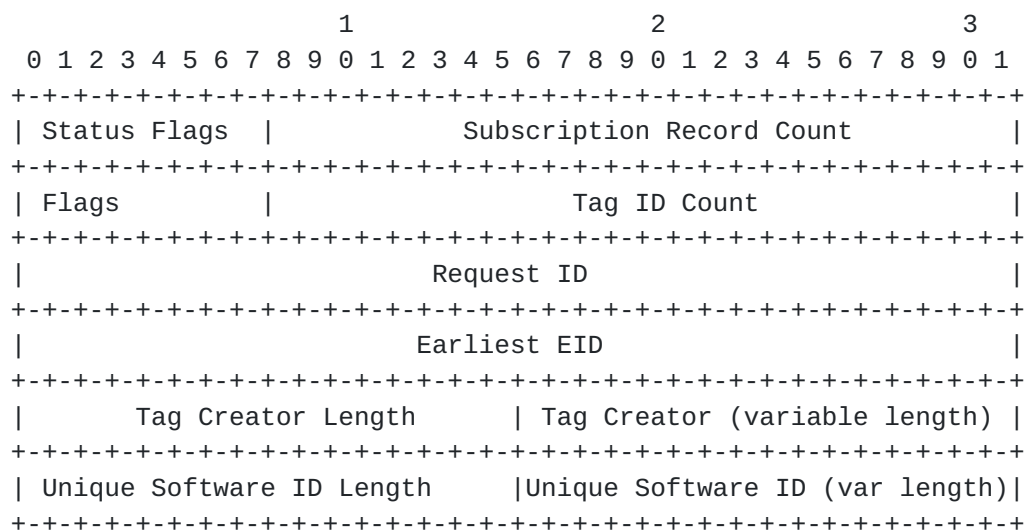 1                   2                   3
 0 1 2 3 4 5 6 7 8 9 0 1 2 3 4 5 6 7 8 9 0 1 2 3 4 5 6 7 8 9 0 1
+-+-+-+-+-+-+-+-+-+-+-+-+-+-+-+-+-+-+-+-+-+-+-+-+-+-+-+-+-+-+-+-+
| Status Flags  |            Subscription Record Count          |
+-+-+-+-+-+-+-+-+-+-+-+-+-+-+-+-+-+-+-+-+-+-+-+-+-+-+-+-+-+-+-+-+
| Flags         |                   Tag ID Count                |
+-+-+-+-+-+-+-+-+-+-+-+-+-+-+-+-+-+-+-+-+-+-+-+-+-+-+-+-+-+-+-+-+
|                          Request ID                           |
+-+-+-+-+-+-+-+-+-+-+-+-+-+-+-+-+-+-+-+-+-+-+-+-+-+-+-+-+-+-+-+-+
|                         Earliest EID                          |
+-+-+-+-+-+-+-+-+-+-+-+-+-+-+-+-+-+-+-+-+-+-+-+-+-+-+-+-+-+-+-+-+
|       Tag Creator Length      | Tag Creator (variable length) |
+-+-+-+-+-+-+-+-+-+-+-+-+-+-+-+-+-+-+-+-+-+-+-+-+-+-+-+-+-+-+-+-+
| Unique Software ID Length     |Unique Software ID (var length)|
+-+-+-+-+-+-+-+-+-+-+-+-+-+-+-+-+-+-+-+-+-+-+-+-+-+-+-+-+-+-+-+-+